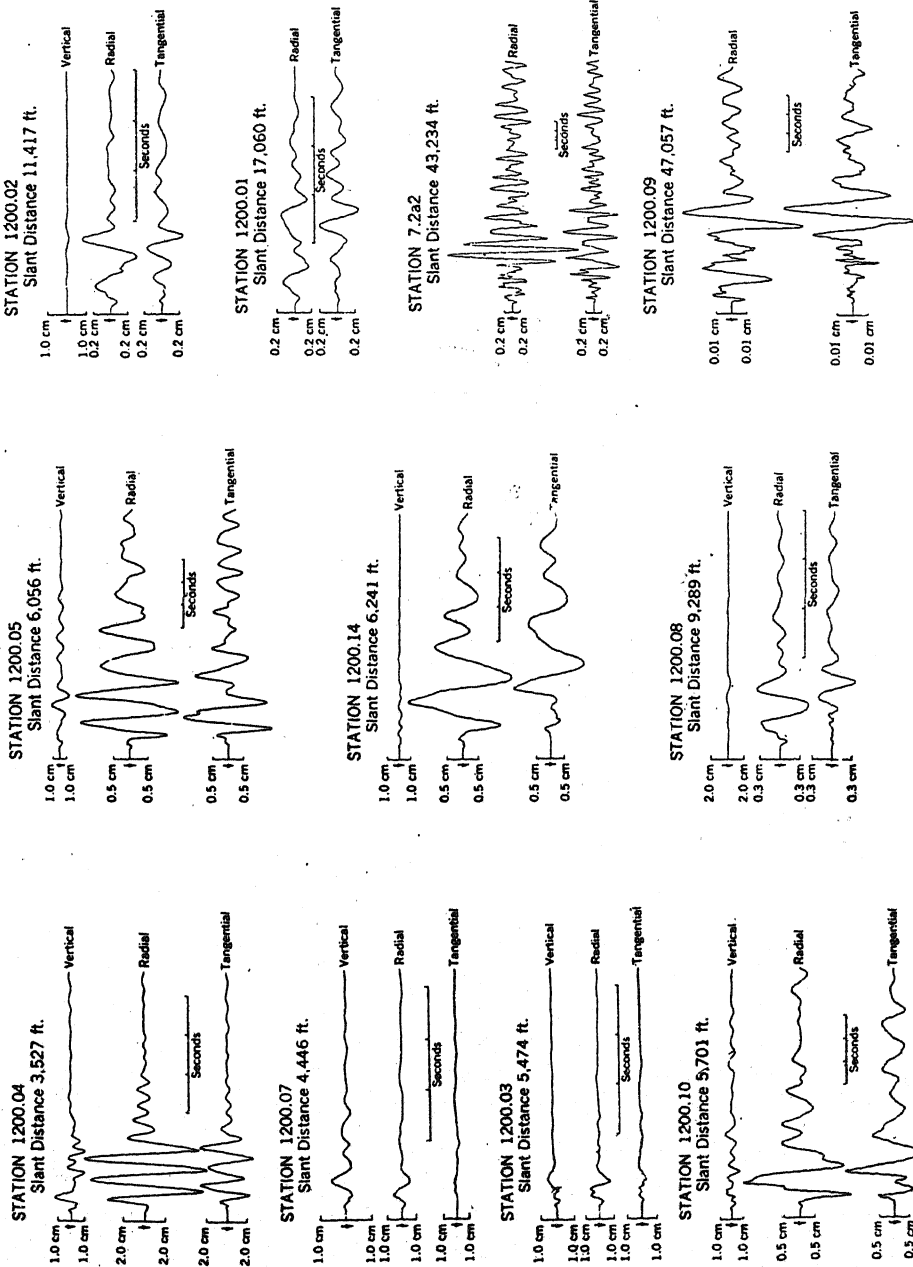 STATION 1200.04
Slant Distance 3,527 ft.
1.0 cm
1.0 cm
Vertical
2.0 cm
2.0 cm
Radial
Seconds
2.0 cm
2.0 cm
Tangential
STATION 1200.07
Slant Distance 4,446 ft.
1.0 cm
1.0 cm
Vertical
1.0 cm
1.0 cm
Radial
Seconds
1.0 cm
Tangential
STATION 1200.03
Slant Distance 5,474 ft.
1.0 cm
1.0 cm
Vertical
1.0 cm
1.0 cm
Radial
Seconds
1.0 cm
Tangential
STATION 1200.10
Slant Distance 5,701 ft.
1.0 cm
1.0 cm
Vertical
0.5 cm
0.5 cm
Radial
Seconds
0.5 cm
0.5 cm
Tangential
STATION 1200.05
Slant Distance 6,056 ft.
1.0 cm
1.0 cm
Vertical
0.5 cm
0.5 cm
Radial
Seconds
0.5 cm
0.5 cm
Tangential
STATION 1200.14
Slant Distance 6,241 ft.
1.0 cm
1.0 cm
Vertical
0.5 cm
0.5 cm
Radial
Seconds
0.5 cm
0.5 cm
Tangential
STATION 1200.08
Slant Distance 9,289 ft.
2.0 cm
2.0 cm
Vertical
0.3 cm
0.3 cm
Radial
Seconds
0.3 cm
0.3 cm
Tangential
STATION 1200.02
Slant Distance 11,417 ft.
1.0 cm
1.0 cm
Vertical
0.2 cm
0.2 cm
Radial
Seconds
0.2 cm
0.2 cm
Tangential
STATION 1200.01
Slant Distance 17,060 ft.
0.2 cm
0.2 cm
Radial
Seconds
0.2 cm
0.2 cm
Tangential
STATION 7.2a2
Slant Distance 43,234 ft.
0.2 cm
0.2 cm
Radial
Seconds
0.2 cm
0.2 cm
Tangential
STATION 1200.09
Slant Distance 47,057 ft.
0.01 cm
0.01 cm
Radial
Seconds
0.01 cm
0.01 cm
Tangential